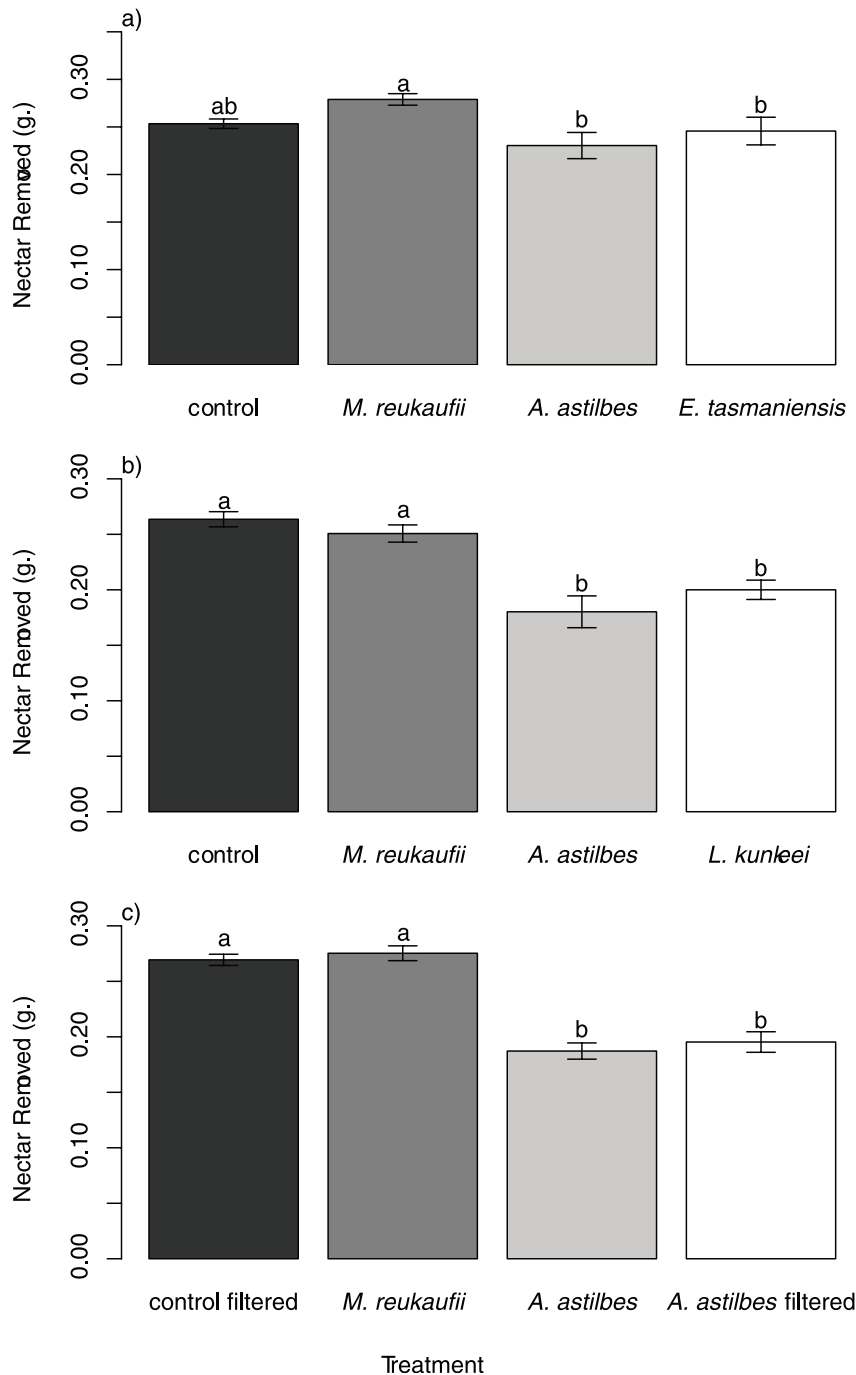 a)
Nectar Removed (g.)
0.30
0.20
0.10
0.00
ab
a
b
b
control
M. reukaufii
A. astilbes
E. tasmaniensis
b)
Nectar Removed (g.)
0.30
0.20
0.10
0.00
a
a
b
b
control
M. reukaufii
A. astilbes
L. kunkeei
c)
Nectar Removed (g.)
0.30
0.20
0.10
0.00
a
a
b
b
control filtered
M. reukaufii
A. astilbes
A. astilbes filtered
Treatment